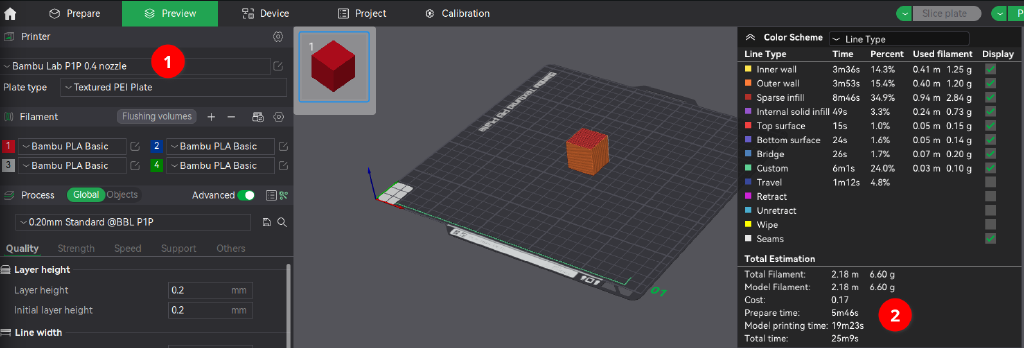 Prepare Preview Device Project Calibration Slice plate P
Printer
1
Bambu Lab P1P 0.4 nozzle
Plate type Textured PEI Plate
Filament Flushing volumes + −
1 Bambu PLA Basic 2 Bambu PLA Basic
3 Bambu PLA Basic 4 Bambu PLA Basic
Process Global Objects Advanced
0.20mm Standard @BBL P1P
Quality Strength Speed Support Others
Layer height
Layer height 0.2 mm
Initial layer height 0.2 mm
Line width
1
01
Color Scheme Line Type
Line Type Time Percent Used filament Display
Inner wall 3m36s 14.3% 0.41 m 1.25 g
Outer wall 3m53s 15.4% 0.40 m 1.20 g
Sparse infill 8m46s 34.9% 0.94 m 2.84 g
Internal solid infill 49s 3.3% 0.24 m 0.73 g
Top surface 15s 1.0% 0.05 m 0.15 g
Bottom surface 24s 1.6% 0.05 m 0.14 g
Bridge 26s 1.7% 0.07 m 0.20 g
Custom 6m1s 24.0% 0.03 m 0.10 g
Travel 1m12s 4.8%
Retract
Unretract
Wipe
Seams
Total Estimation
Total Filament: 2.18 m 6.60 g
Model Filament: 2.18 m 6.60 g
Cost: 0.17
Prepare time: 5m46s
2
Model printing time: 19m23s
Total time: 25m9s